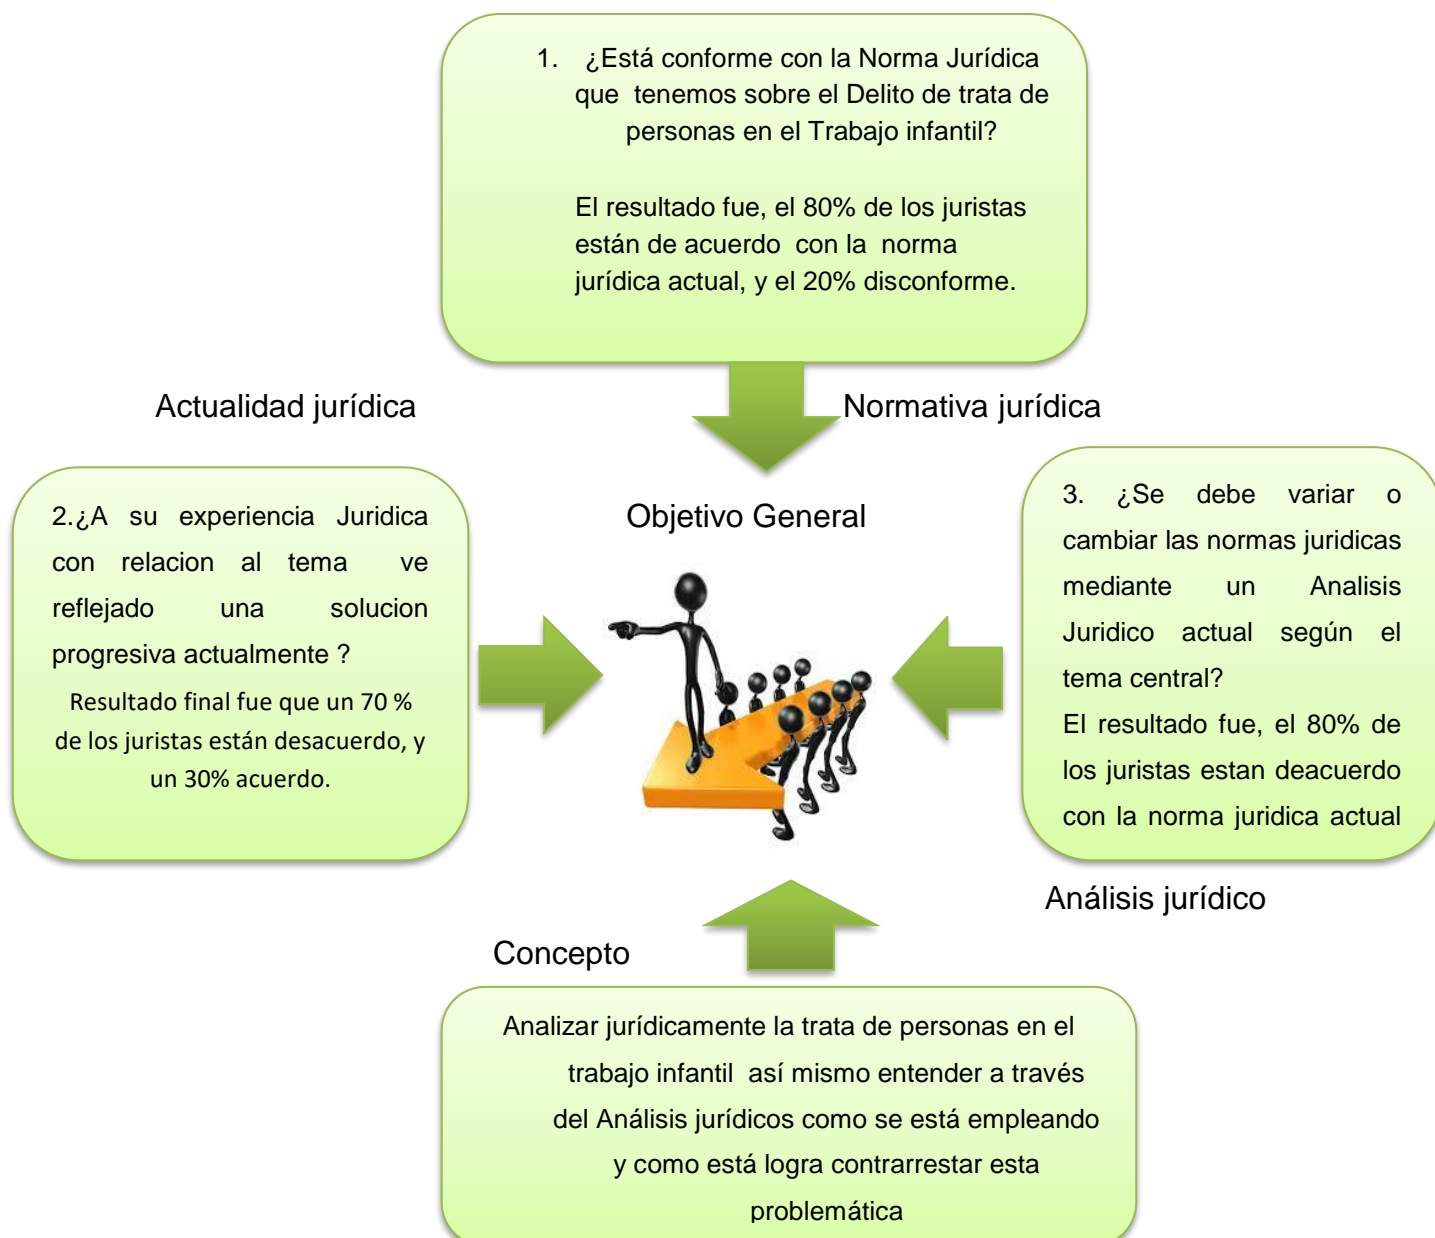 1. ¿Está conforme con la Norma Jurídica
que tenemos sobre el Delito de trata de
personas en el Trabajo infantil?
El resultado fue, el 80% de los juristas
están de acuerdo con la norma
jurídica actual, y el 20% disconforme.
Actualidad jurídica
Normativa jurídica
2.¿A su experiencia Juridica
con relacion al tema ve
reflejado una solucion
progresiva actualmente ?
Resultado final fue que un 70 %
de los juristas están desacuerdo, y
un 30% acuerdo.
Objetivo General
3. ¿Se debe variar o
cambiar las normas juridicas
mediante un Analisis
Juridico actual según el
tema central?
El resultado fue, el 80% de
los juristas estan deacuerdo
con la norma juridica actual
Análisis jurídico
Concepto
Analizar jurídicamente la trata de personas en el
trabajo infantil así mismo entender a través
del Análisis jurídicos como se está empleando
y como está logra contrarrestar esta
problemática